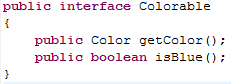 public interface Colorable
{
    public Color getColor();
    public boolean isBlue();
}